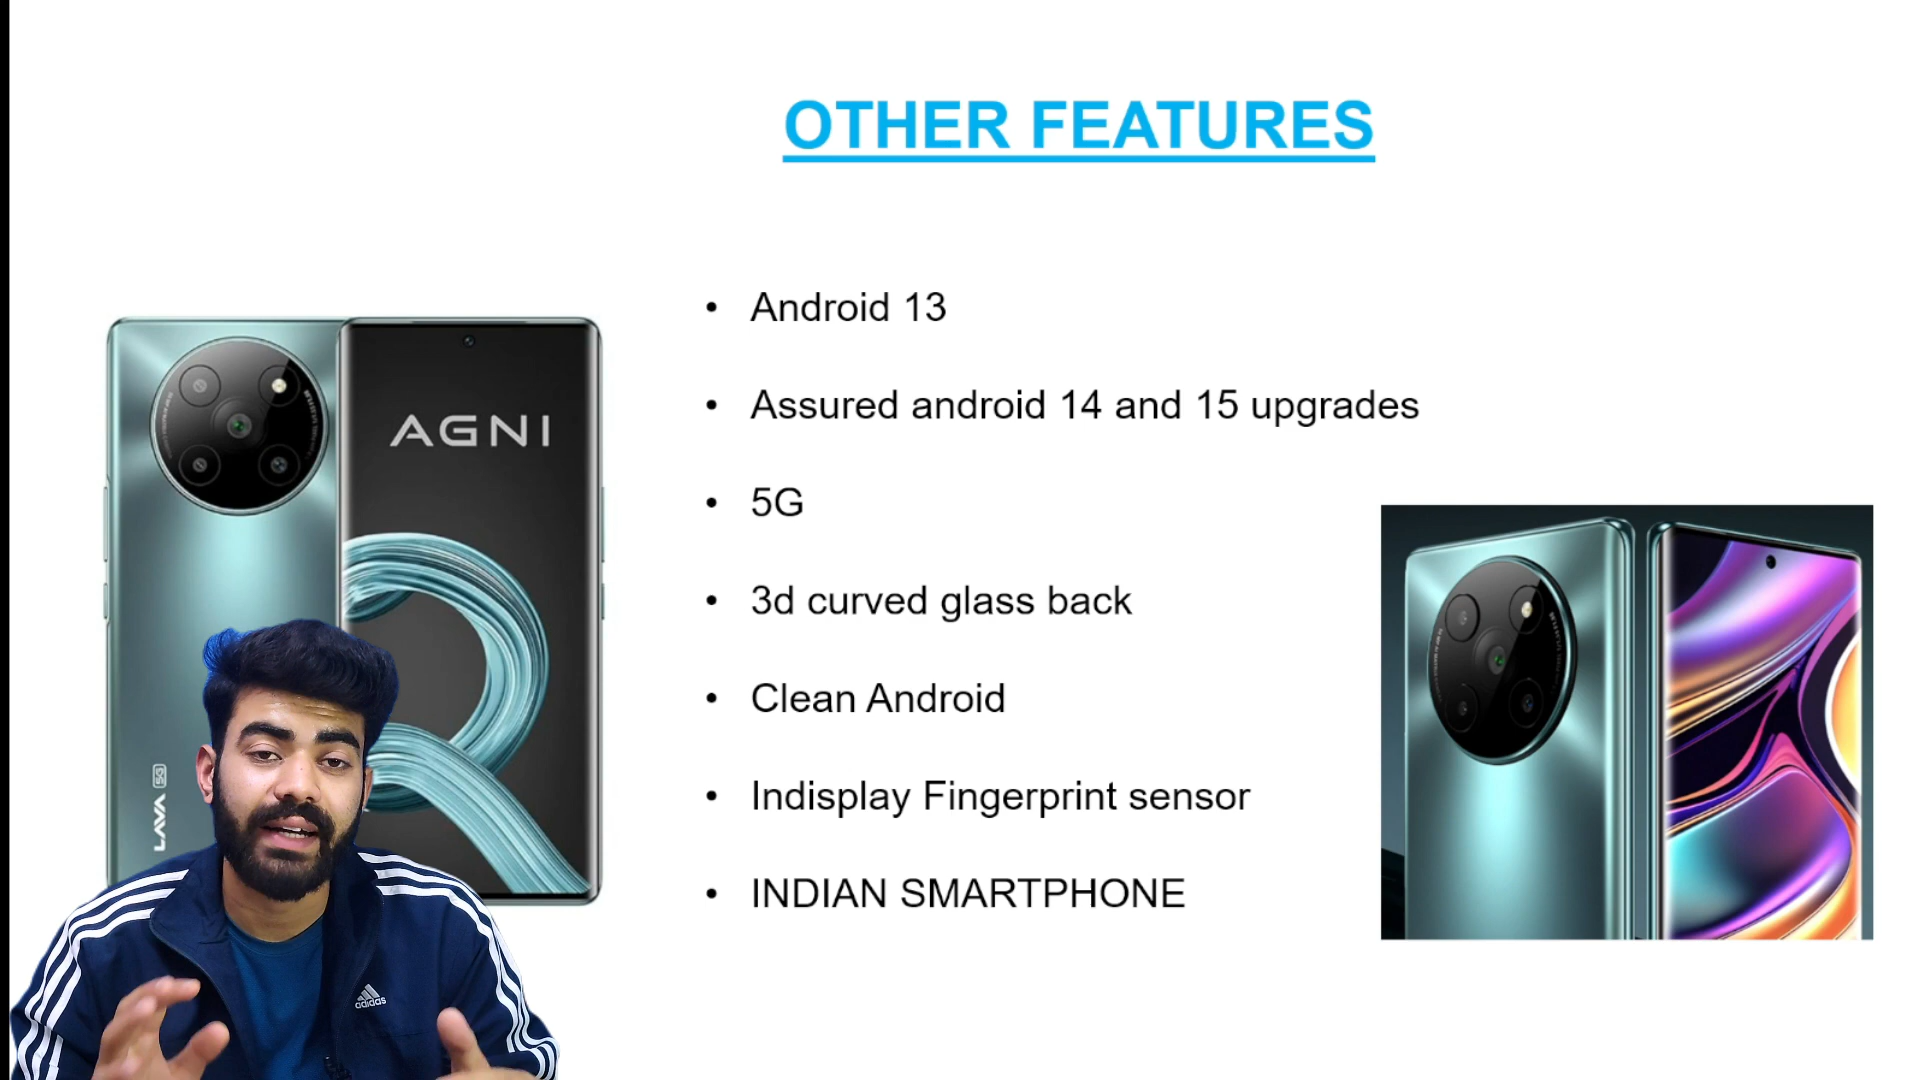 OTHER FEATURES
• Android 13
• Assured android 14 and 15 upgrades
• 5G
• 3d curved glass back
• Clean Android
• Indisplay Fingerprint sensor
• INDIAN SMARTPHONE
AGNI
LAVA 5G
adidas